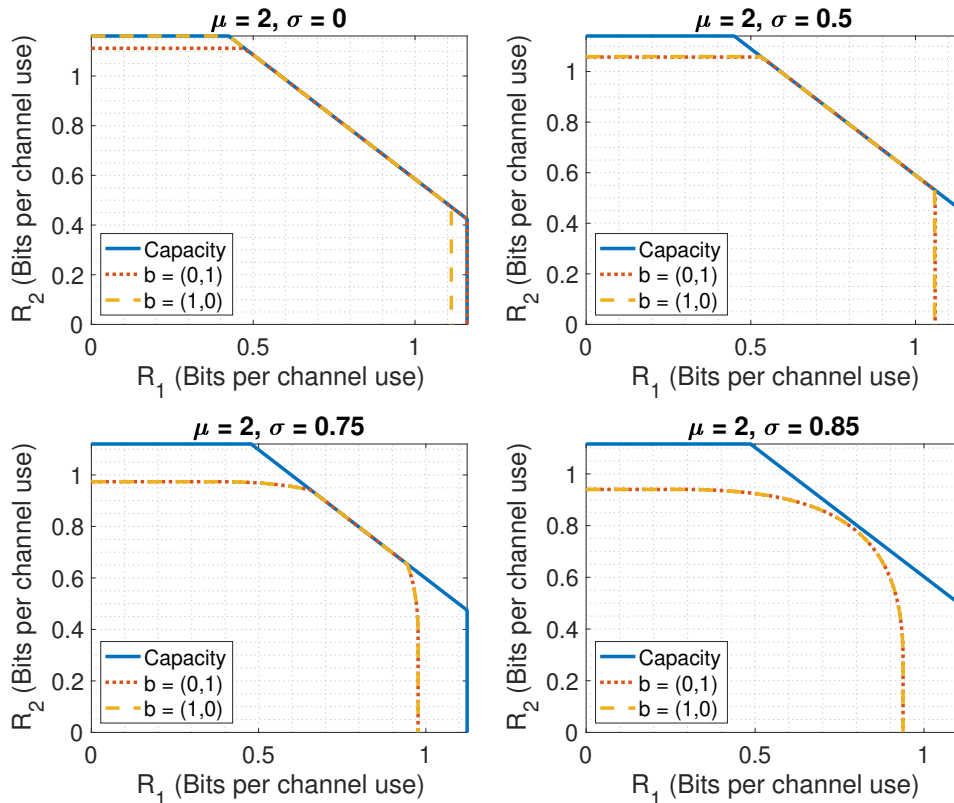 μ = 2, σ = 0
R2 (Bits per channel use)
1
0.8
0.6
0.4
0.2
0
Capacity
b = (0,1)
b = (1,0)
0 0.5 1
R1 (Bits per channel use)
μ = 2, σ = 0.5
R2 (Bits per channel use)
1
0.8
0.6
0.4
0.2
0
Capacity
b = (0,1)
b = (1,0)
0 0.5 1
R1 (Bits per channel use)
μ = 2, σ = 0.75
R2 (Bits per channel use)
1
0.8
0.6
0.4
0.2
0
Capacity
b = (0,1)
b = (1,0)
0 0.5 1
R1 (Bits per channel use)
μ = 2, σ = 0.85
R2 (Bits per channel use)
1
0.8
0.6
0.4
0.2
0
Capacity
b = (0,1)
b = (1,0)
0 0.5 1
R1 (Bits per channel use)